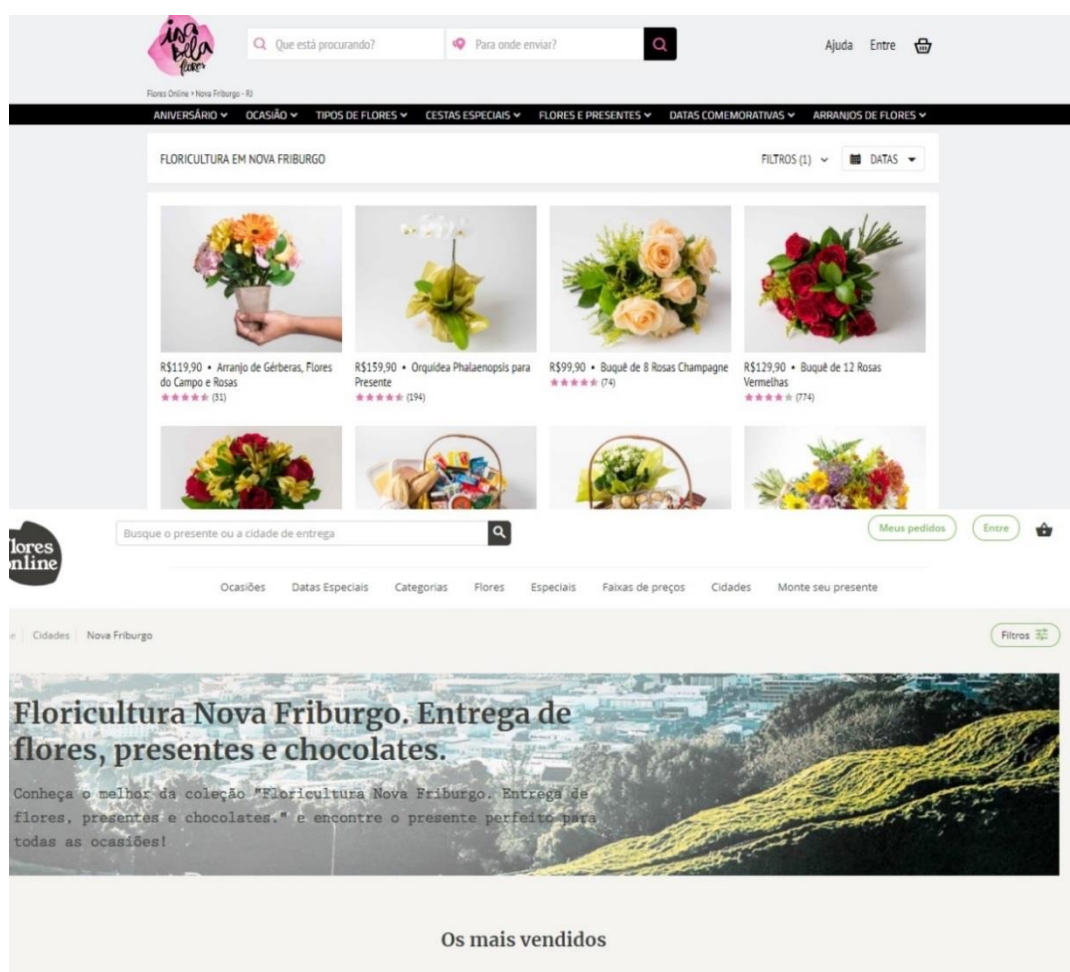 isa
bela
flores
Que está procurando?
Para onde enviar?
Ajuda Entre
Flores Online > Nova Friburgo - RJ
ANIVERSÁRIO OCASIÃO TIPOS DE FLORES CESTAS ESPECIAIS FLORES E PRESENTES DATAS COMEMORATIVAS ARRANJOS DE FLORES
FLORICULTURA EM NOVA FRIBURGO
FILTROS (1) DATAS
R$119,90 • Arranjo de Gérberas, Flores
do Campo e Rosas
(31)
R$159,90 • Orquídea Phalaenopsis para
Presente
(194)
R$99,90 • Buquê de 8 Rosas Champagne
(74)
R$129,90 • Buquê de 12 Rosas
Vermelhas
(774)
flores
online
Busque o presente ou a cidade de entrega
Meus pedidos Entre
Ocasiões Datas Especiais Categorias Flores Especiais Faixas de preços Cidades Monte seu presente
Cidades Nova Friburgo
Filtros
Floricultura Nova Friburgo. Entrega de
flores, presentes e chocolates.
Conheça o melhor da coleção "Floricultura Nova Friburgo. Entrega de
flores, presentes e chocolates." e encontre o presente perfeito para
todas as ocasiões!
Os mais vendidos